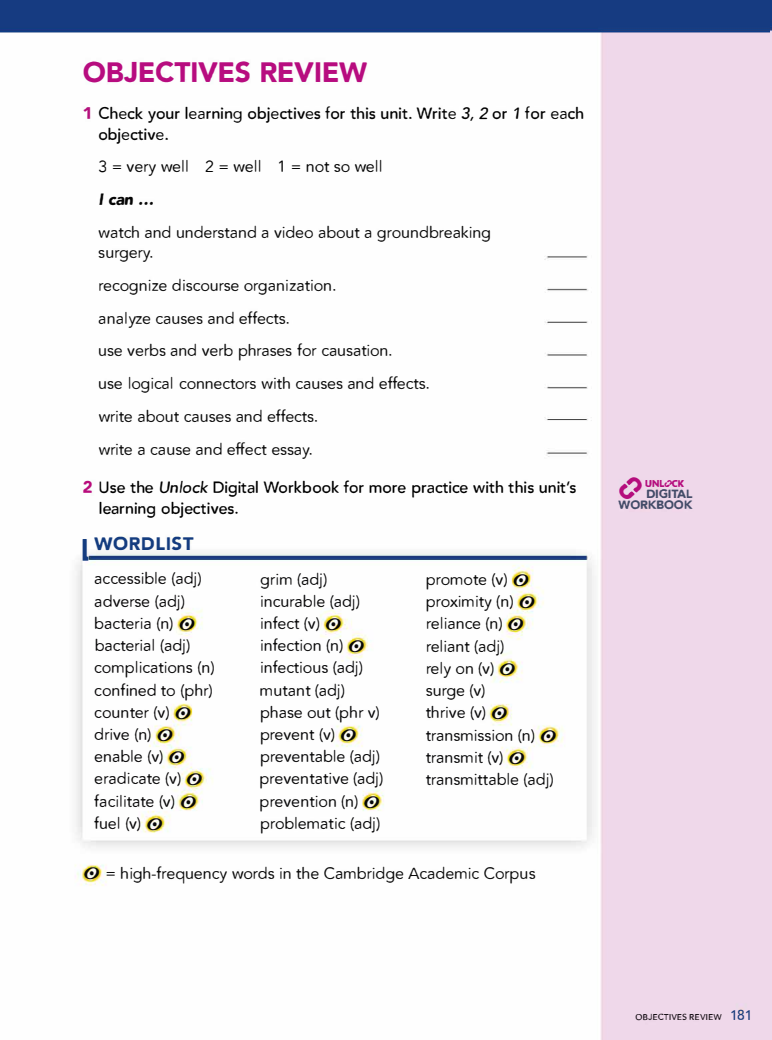 OBJECTIVES REVIEW
1 Check your learning objectives for this unit. Write 3, 2 or 1 for each
objective.
3 = very well 2 = well 1 = not so well
I can ...
watch and understand a video about a groundbreaking
surgery.
recognize discourse organization.
analyze causes and effects.
use verbs and verb phrases for causation.
use logical connectors with causes and effects.
write about causes and effects.
write a cause and effect essay.
2 Use the Unlock Digital Workbook for more practice with this unit's
learning objectives.
UNLOCK
DIGITAL
WORKBOOK
WORDLIST
accessible (adj)
adverse (adj)
bacteria (n)
bacterial (adj)
complications (n)
confined to (phr)
counter (v)
drive (n)
enable (v)
eradicate (v)
facilitate (v)
fuel (v)
grim (adj)
incurable (adj)
infect (v)
infection (n)
infectious (adj)
mutant (adj)
phase out (phr v)
prevent (v)
preventable (adj)
preventative (adj)
prevention (n)
problematic (adj)
promote (v)
proximity (n)
reliance (n)
reliant (adj)
rely on (v)
surge (v)
thrive (v)
transmission (n)
transmit (v)
transmittable (adj)
= high-frequency words in the Cambridge Academic Corpus
OBJECTIVES REVIEW 181